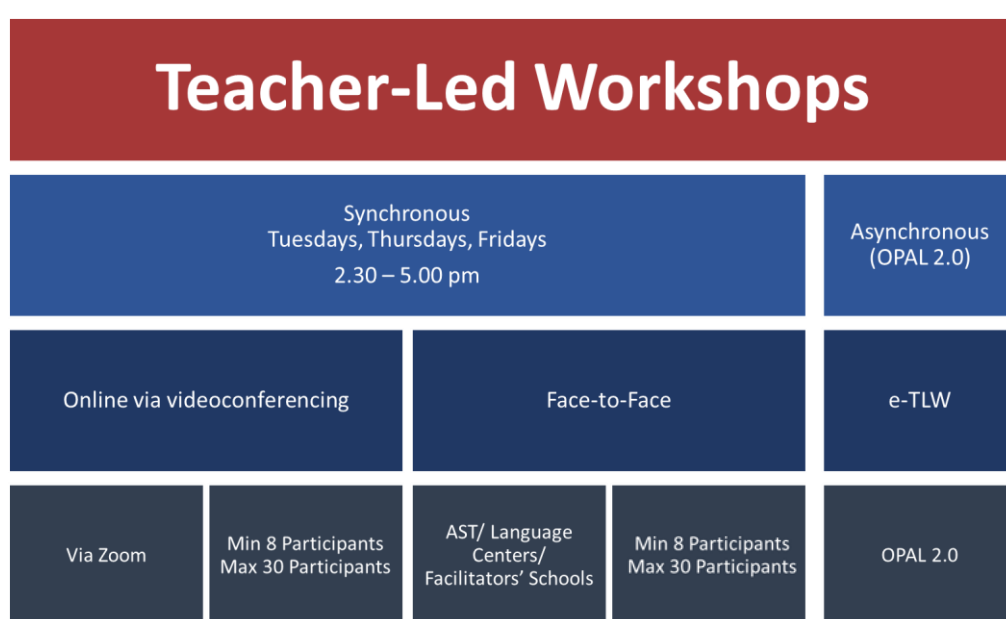 Teacher-Led Workshops
Synchronous
Tuesdays, Thursdays, Fridays
2.30 – 5.00 pm
Asynchronous
(OPAL 2.0)
Online via videoconferencing
Face-to-Face
e-TLW
Via Zoom
Min 8 Participants
Max 30 Participants
AST/ Language
Centers/
Facilitators’ Schools
Min 8 Participants
Max 30 Participants
OPAL 2.0